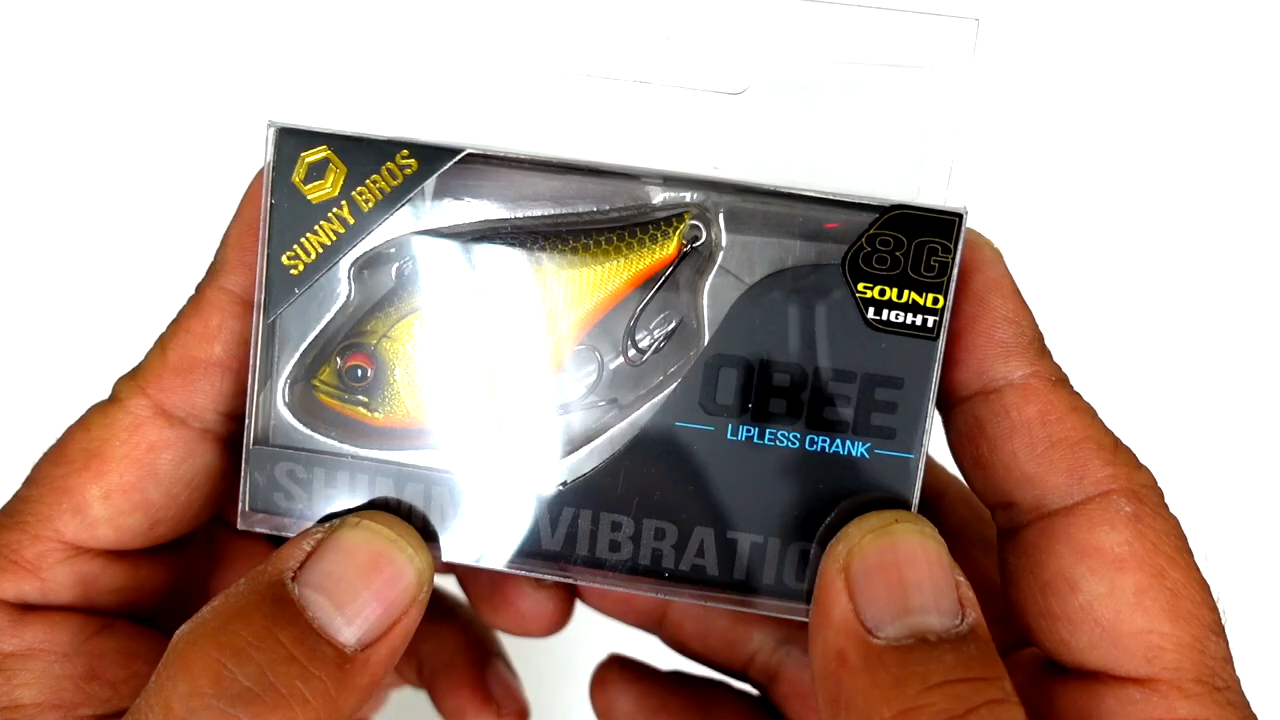 SUNNY BROS
8G
SOUND
LIGHT
OBEE
LIPLESS CRANK
VIBRATIO